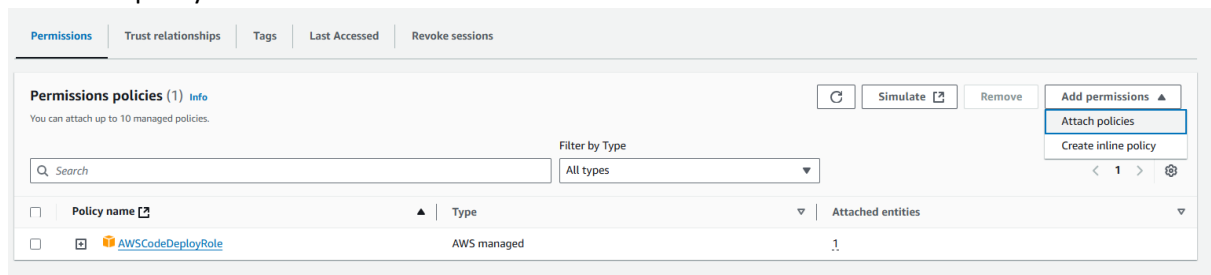 Permissions Trust relationships Tags Last Accessed Revoke sessions
Permissions policies (1) Info
You can attach up to 10 managed policies.
Simulate Remove Add permissions
Attach policies
Create inline policy
Filter by Type
Search All types 1
Policy name Type Attached entities
AWSCodeDeployRole AWS managed 1